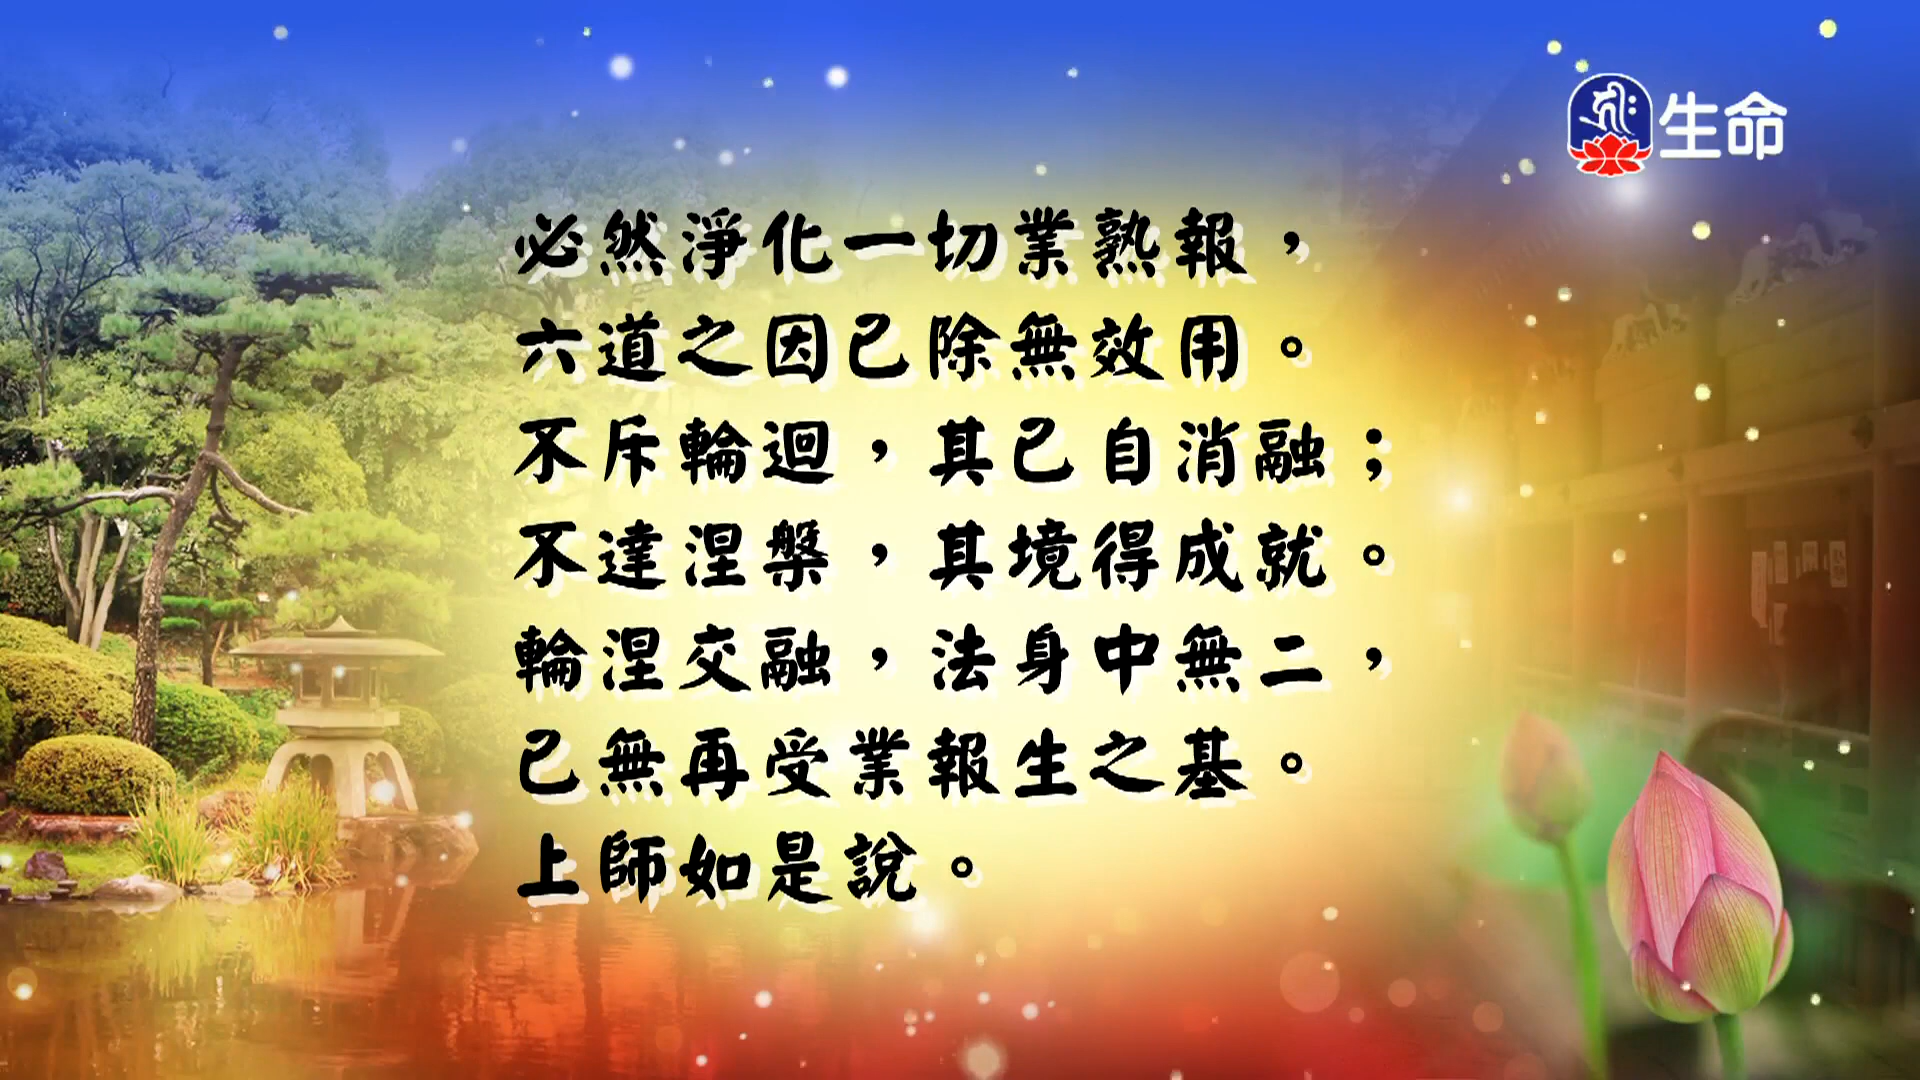 生命
必然淨化一切業熟報，
六道之因已除無效用。
不斥輪迴，其已自消融；
不達涅槃，其境得成就。
輪涅交融，法身中無二，
已無再受業報生之基。
上師如是說。